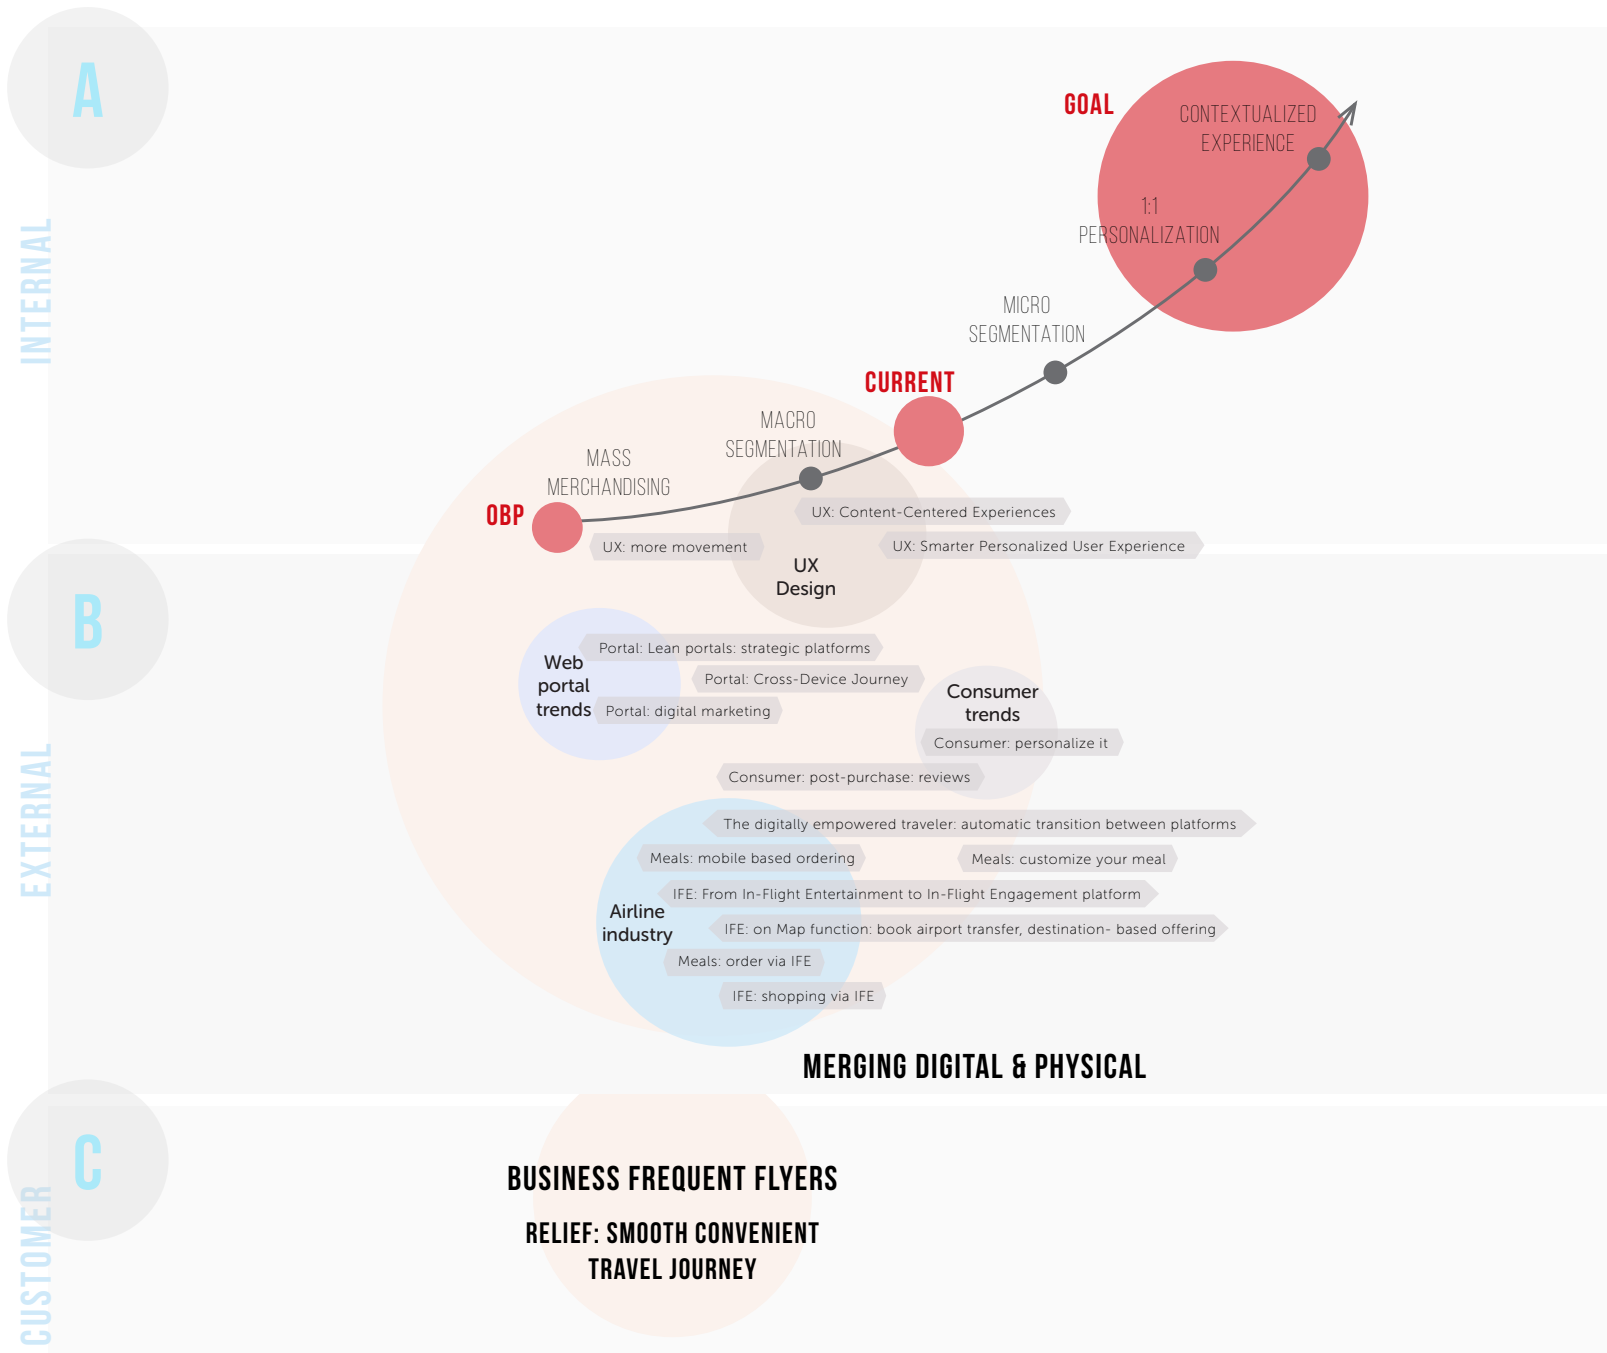 A
INTERNAL
GOAL
CONTEXTUALIZED
EXPERIENCE
1:1
PERSONALIZATION
MICRO
SEGMENTATION
CURRENT
MACRO
SEGMENTATION
MASS
MERCHANDISING
OBP
UX: Content-Centered Experiences
UX: more movement
UX: Smarter Personalized User Experience
UX
Design
B
EXTERNAL
Web
portal
trends
Portal: Lean portals: strategic platforms
Portal: Cross-Device Journey
Portal: digital marketing
Consumer
trends
Consumer: personalize it
Consumer: post-purchase: reviews
The digitally empowered traveler: automatic transition between platforms
Meals: mobile based ordering
Meals: customize your meal
IFE: From In-Flight Entertainment to In-Flight Engagement platform
Airline
industry
IFE: on Map function: book airport transfer, destination- based offering
Meals: order via IFE
IFE: shopping via IFE
MERGING DIGITAL & PHYSICAL
C
CUSTOMER
BUSINESS FREQUENT FLYERS
RELIEF: SMOOTH CONVENIENT
TRAVEL JOURNEY